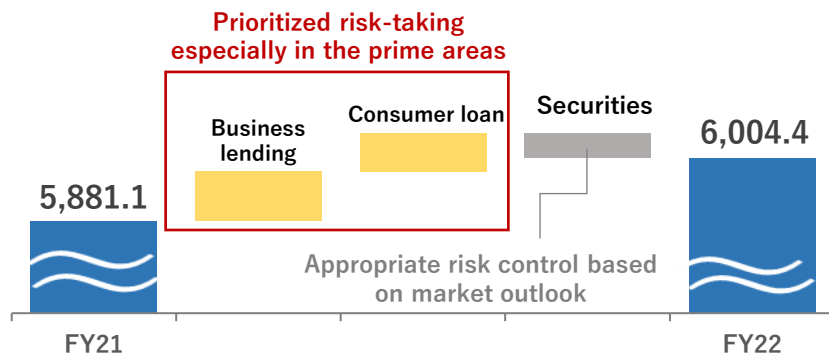 Prioritized risk-taking
especially in the prime areas
Business
lending
Consumer loan
Securities
5,881.1
6,004.4
Appropriate risk control based
on market outlook
FY21
FY22